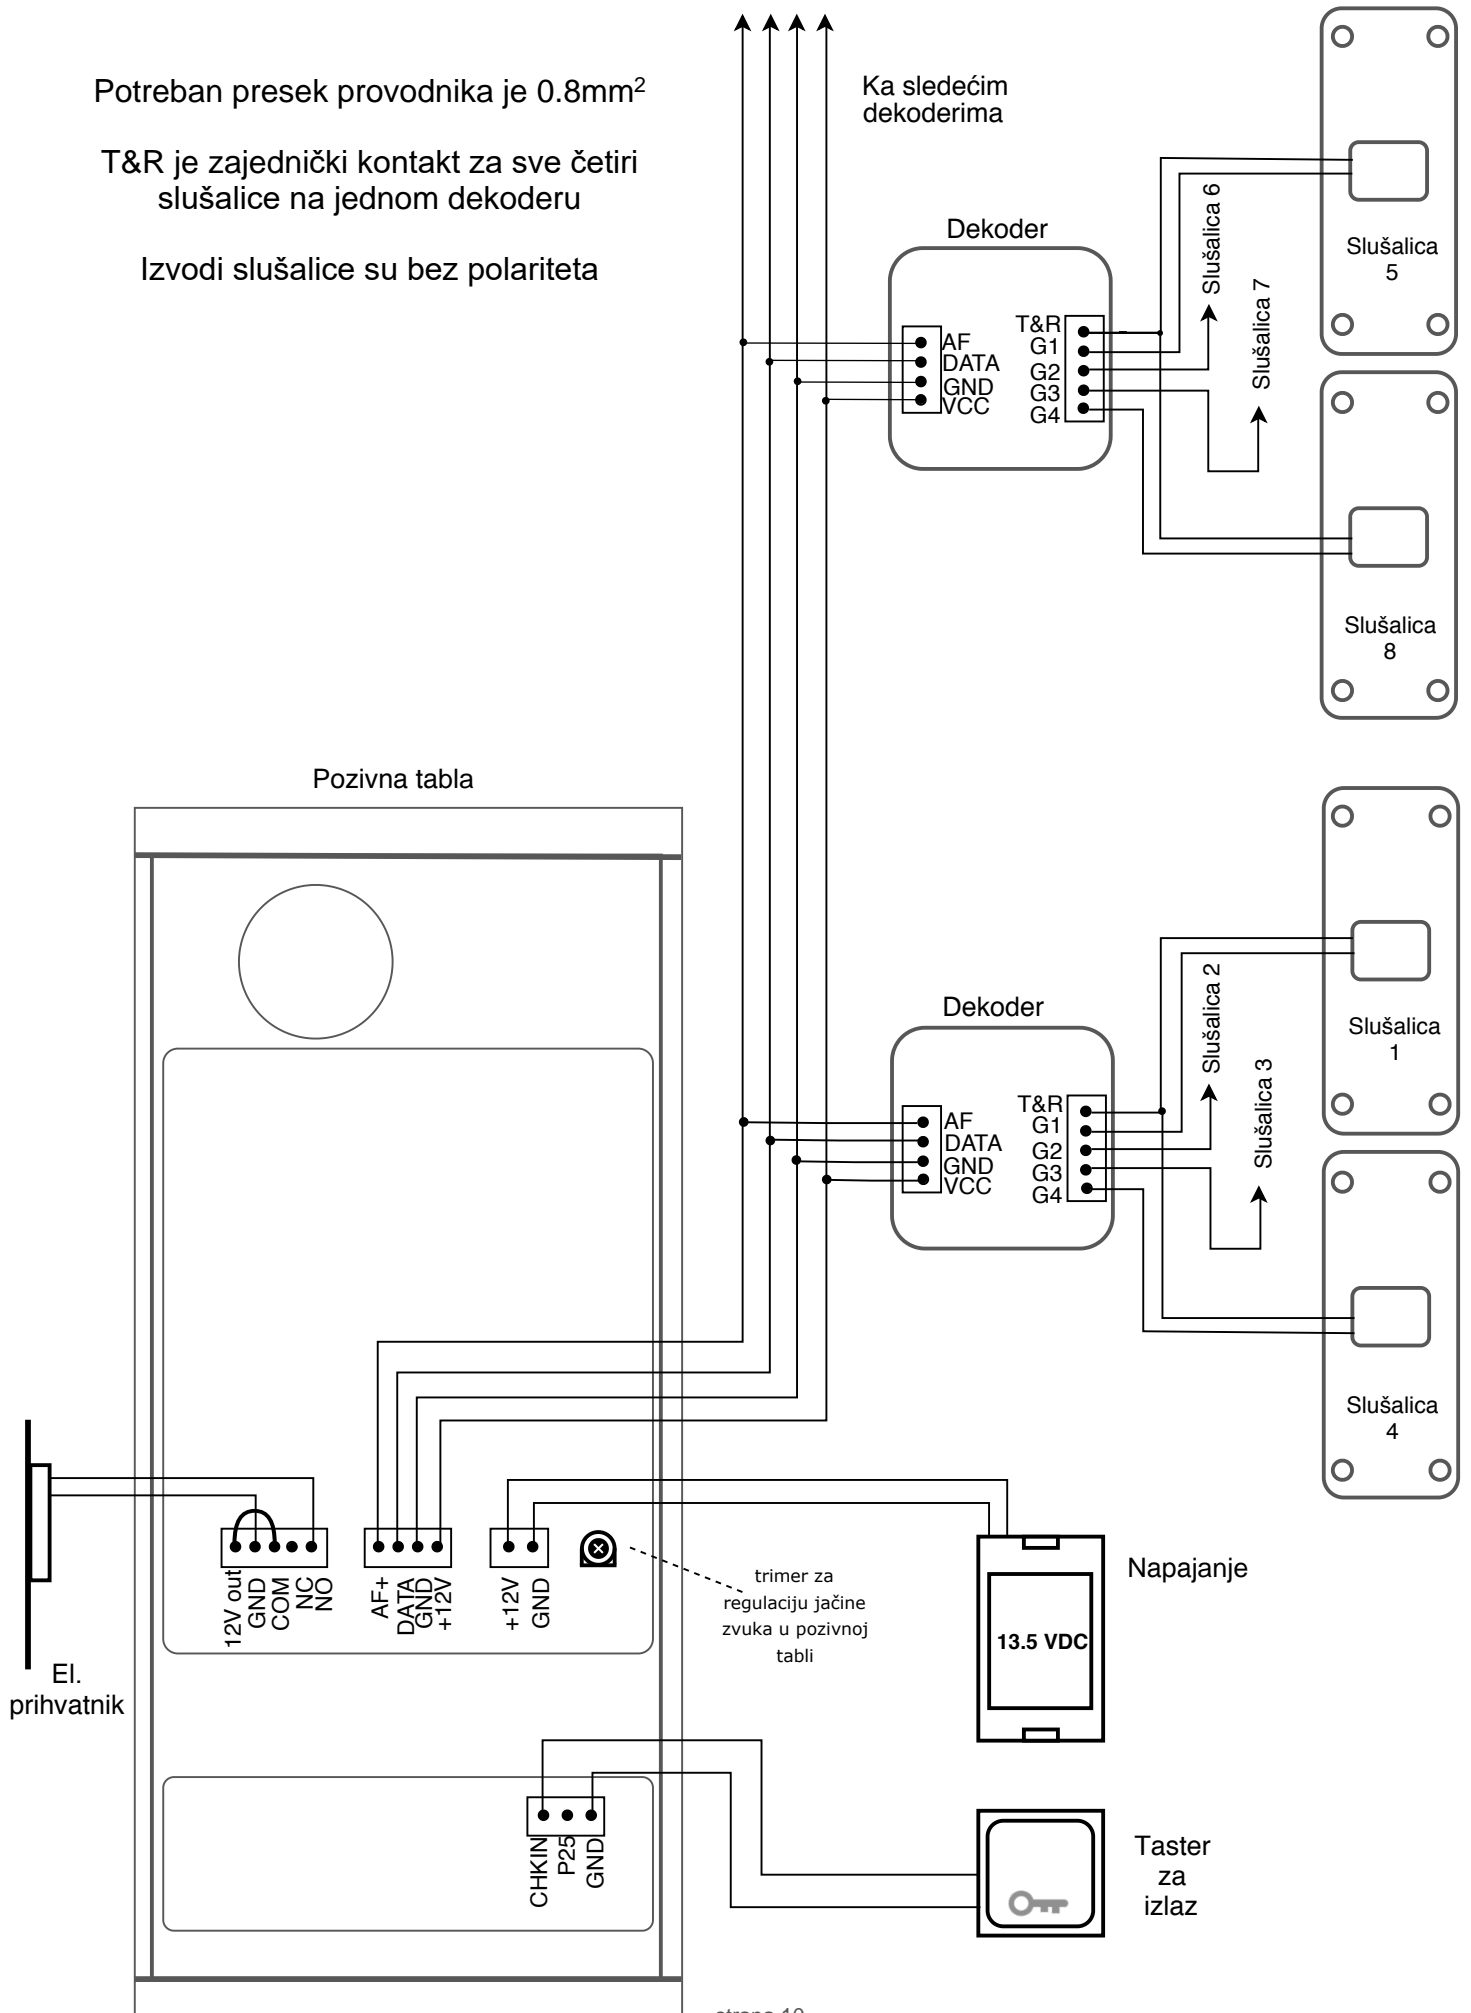 Potreban presek provodnika je 0.8mm²
T&R je zajednički kontakt za sve četiri
slušalice na jednom dekoderu
Izvodi slušalice su bez polariteta
Ka sledećim
dekoderima
Dekoder
AF
DATA
GND
VCC
T&R
G1
G2
G3
G4
Slušalica 6
Slušalica 7
Slušalica
5
Slušalica
8
Pozivna tabla
Dekoder
AF
DATA
GND
VCC
T&R
G1
G2
G3
G4
Slušalica 2
Slušalica 3
Slušalica
1
Slušalica
4
El.
prihvatnik
12V out
GND
COM
NC
NO
AF+
DATA
GND
+12V
+12V
GND
trimer za
regulaciju jačine
zvuka u pozivnoj
tabli
13.5 VDC
Napajanje
CHKIN
P25
GND
Taster
za
izlaz